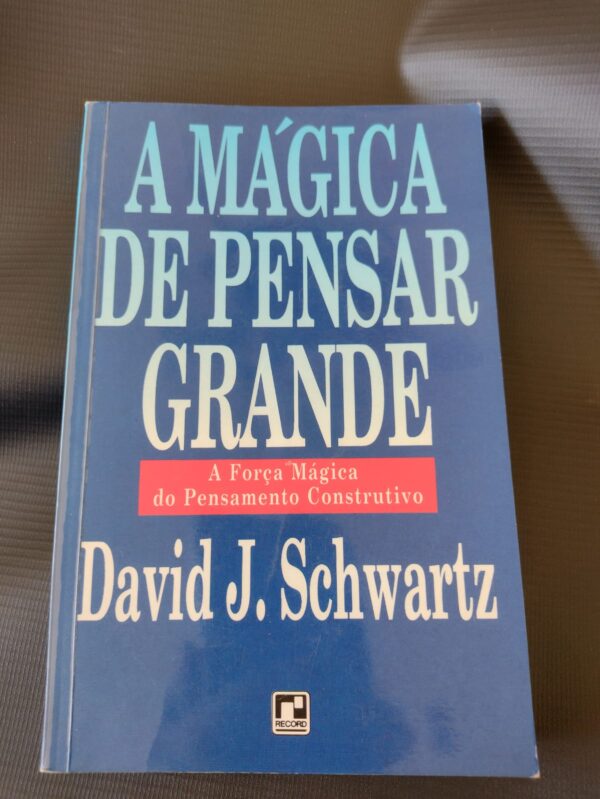 A MÁGICA
DE PENSAR
GRANDE
A Força Mágica
do Pensamento Construtivo
David J. Schwartz
RECORD